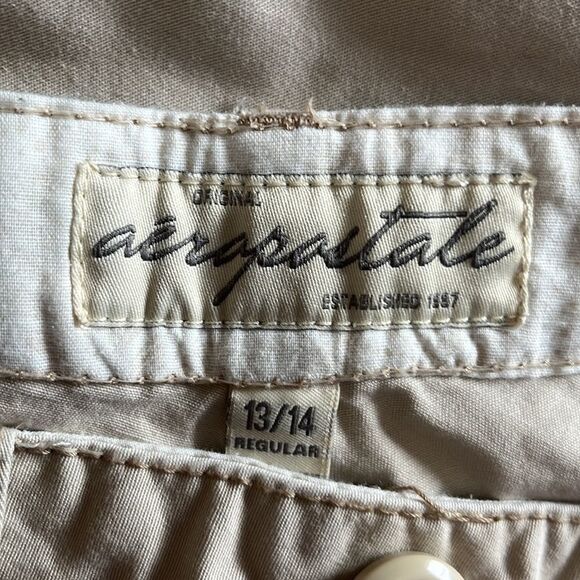 ORIGINAL
aéropostale
ESTABLISHED 1987
13/14
REGULAR